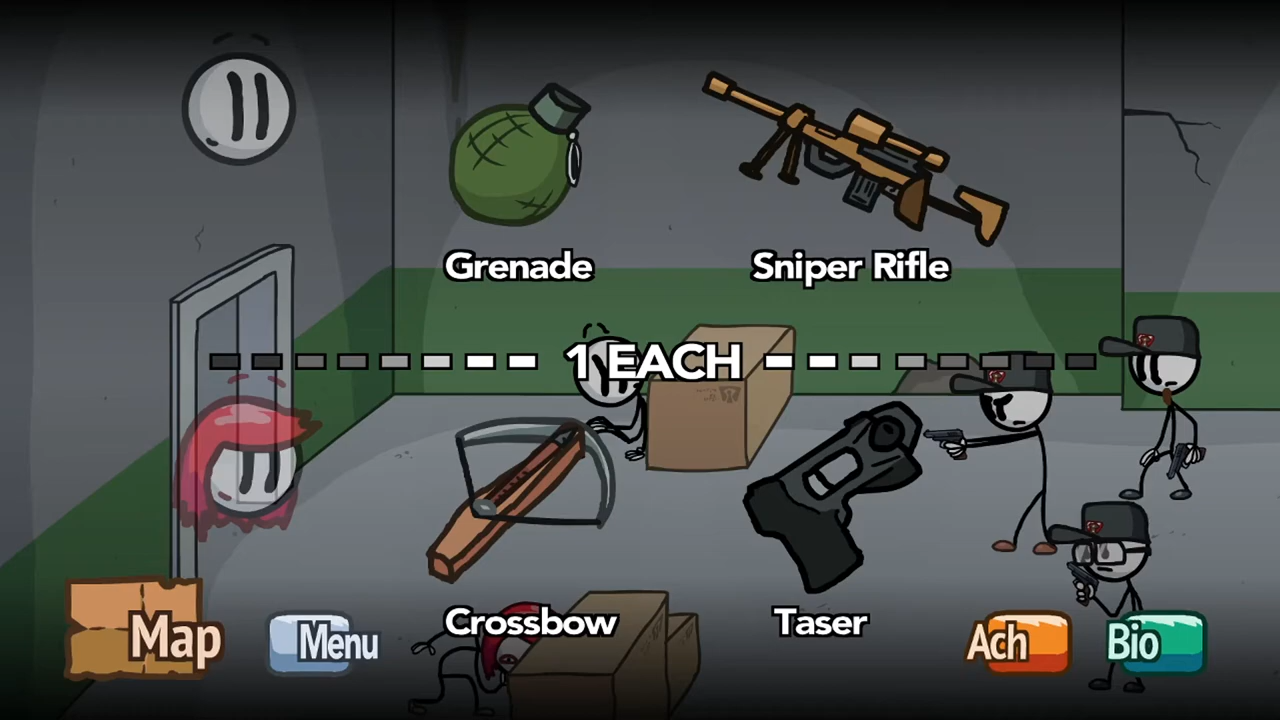 Grenade
Sniper Rifle
1 EACH
Crossbow
Taser
Map
Menu
Ach
Bio